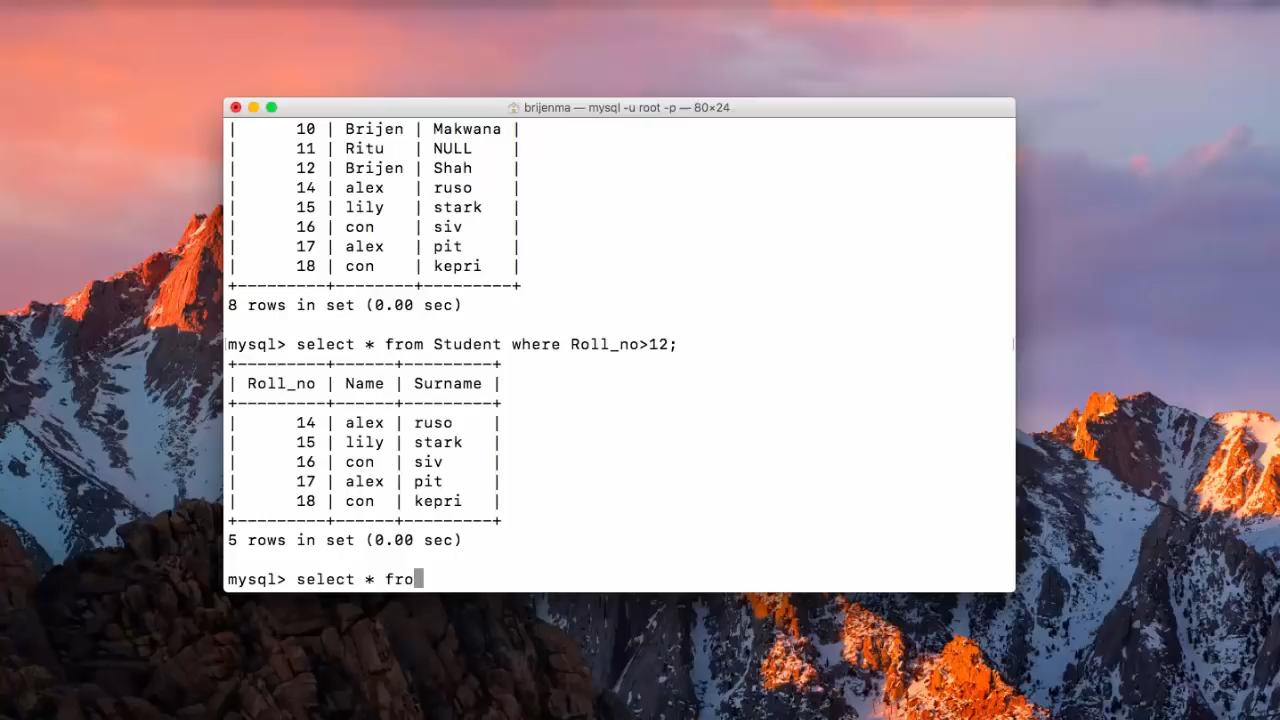 brijenma — mysql -u root -p — 80×24
|      10 | Brijen | Makwana |
|      11 | Ritu   | NULL    |
|      12 | Brijen | Shah    |
|      14 | alex   | ruso    |
|      15 | lily   | stark   |
|      16 | con    | siv     |
|      17 | alex   | pit     |
|      18 | con    | kepri   |
+---------+--------+---------+
8 rows in set (0.00 sec)
mysql> select * from Student where Roll_no>12;
+---------+------+---------+
| Roll_no | Name | Surname |
+---------+------+---------+
|      14 | alex | ruso    |
|      15 | lily | stark   |
|      16 | con  | siv     |
|      17 | alex | pit     |
|      18 | con  | kepri   |
+---------+------+---------+
5 rows in set (0.00 sec)
mysql> select * fro